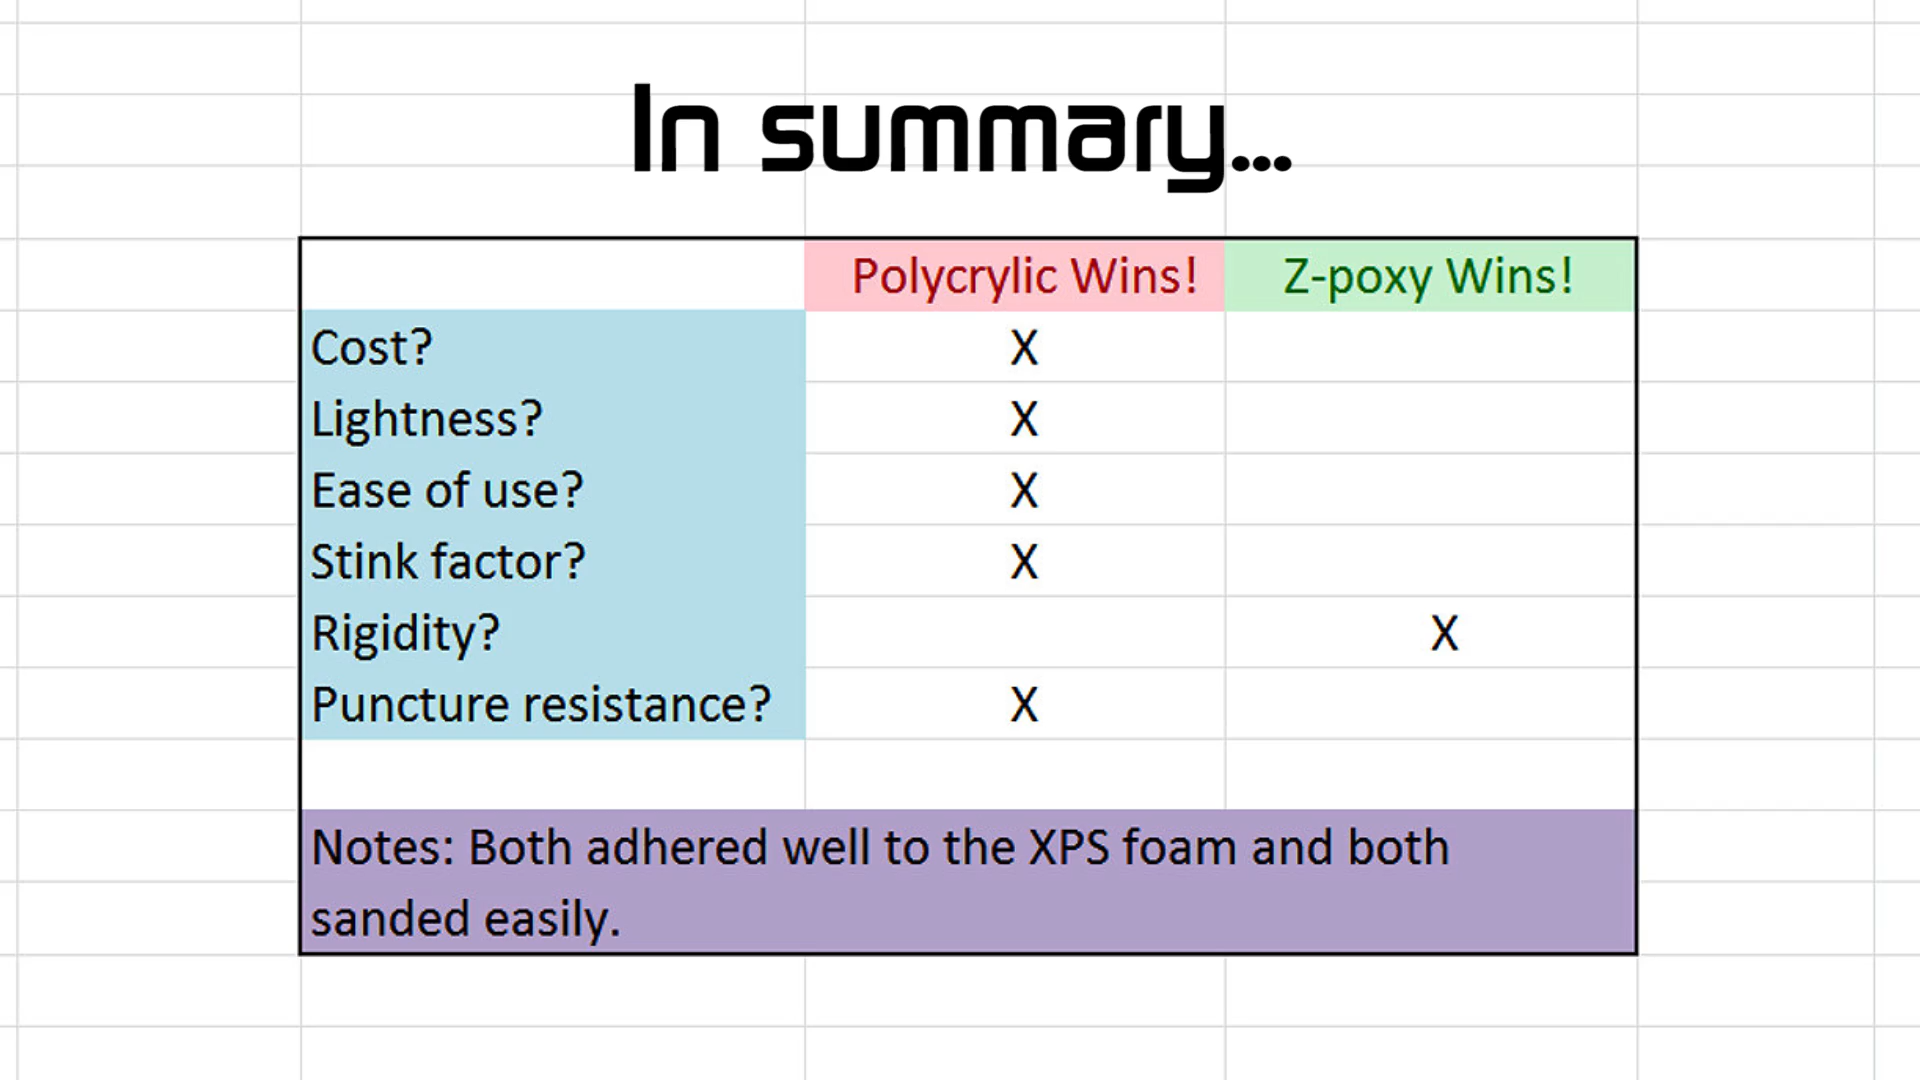 In summary...
Polycrylic Wins! Z-poxy Wins!
Cost? X
Lightness? X
Ease of use? X
Stink factor? X
Rigidity? X
Puncture resistance? X
Notes: Both adhered well to the XPS foam and both
sanded easily.